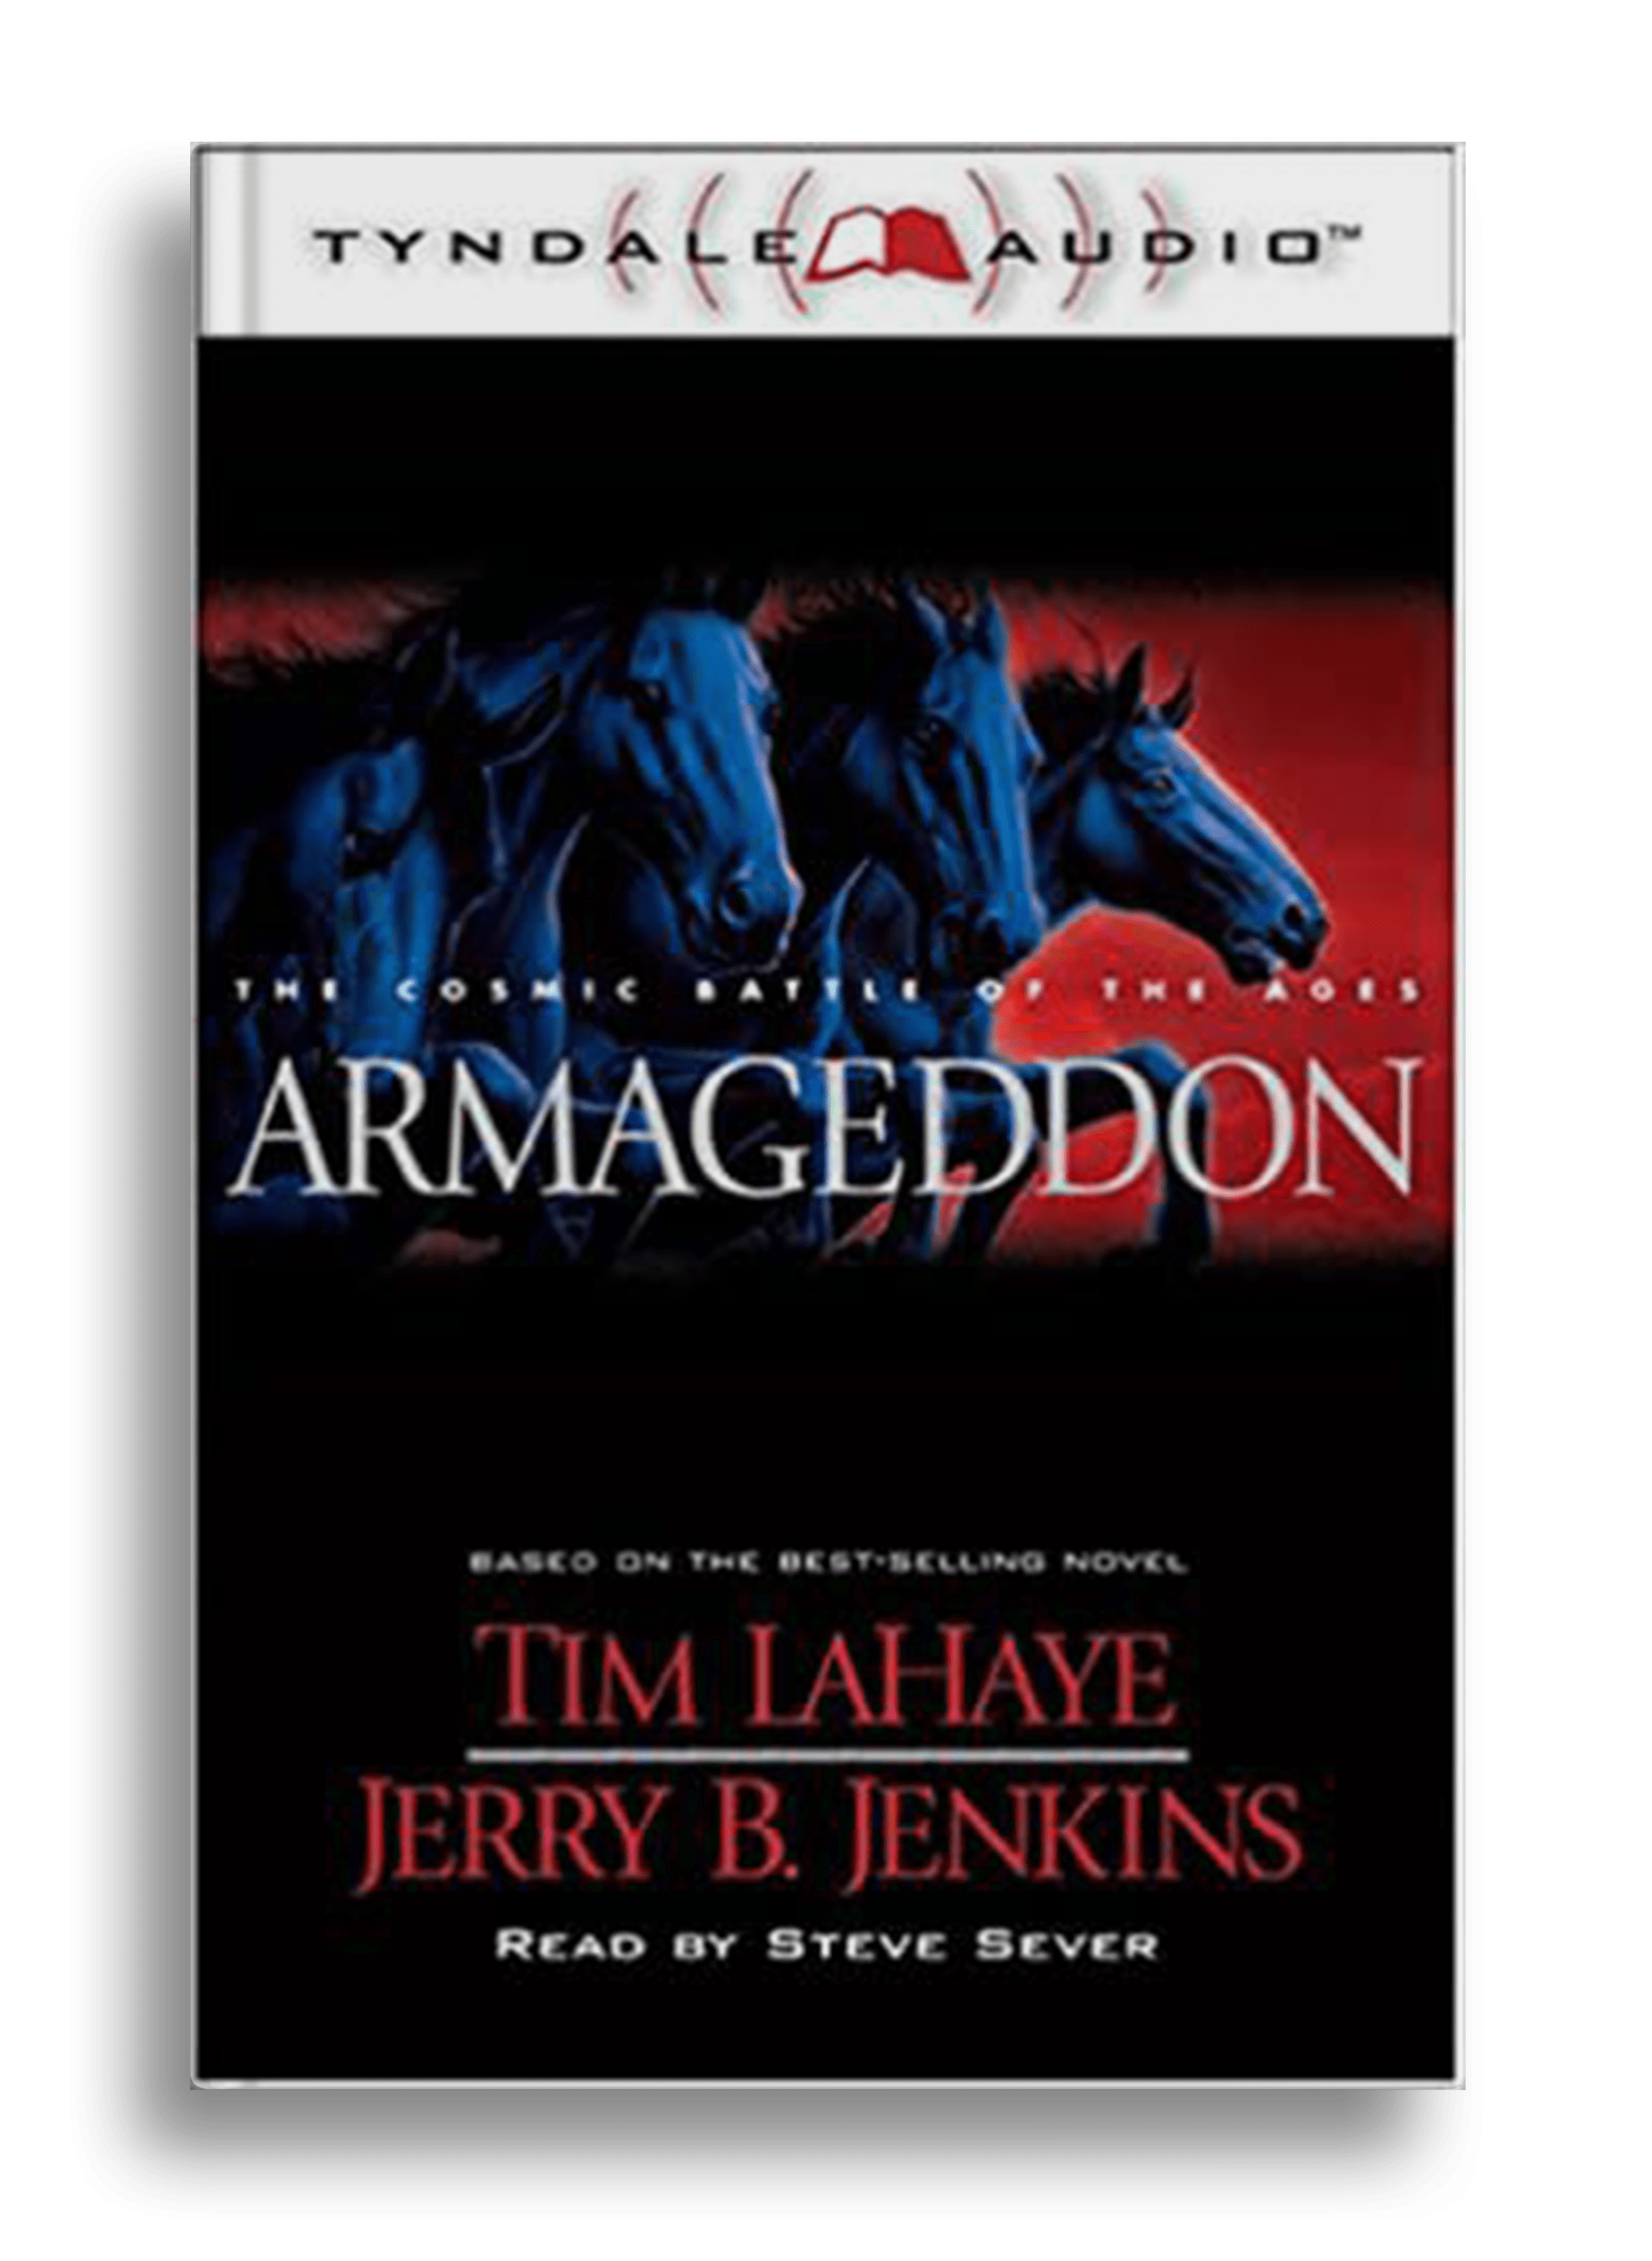 TYNDALE AUDIO™
THE COSMIC BATTLE OF THE AGES
ARMAGEDDON
BASED ON THE BEST-SELLING NOVEL
TIM LAHAYE
JERRY B. JENKINS
READ BY STEVE SEVER